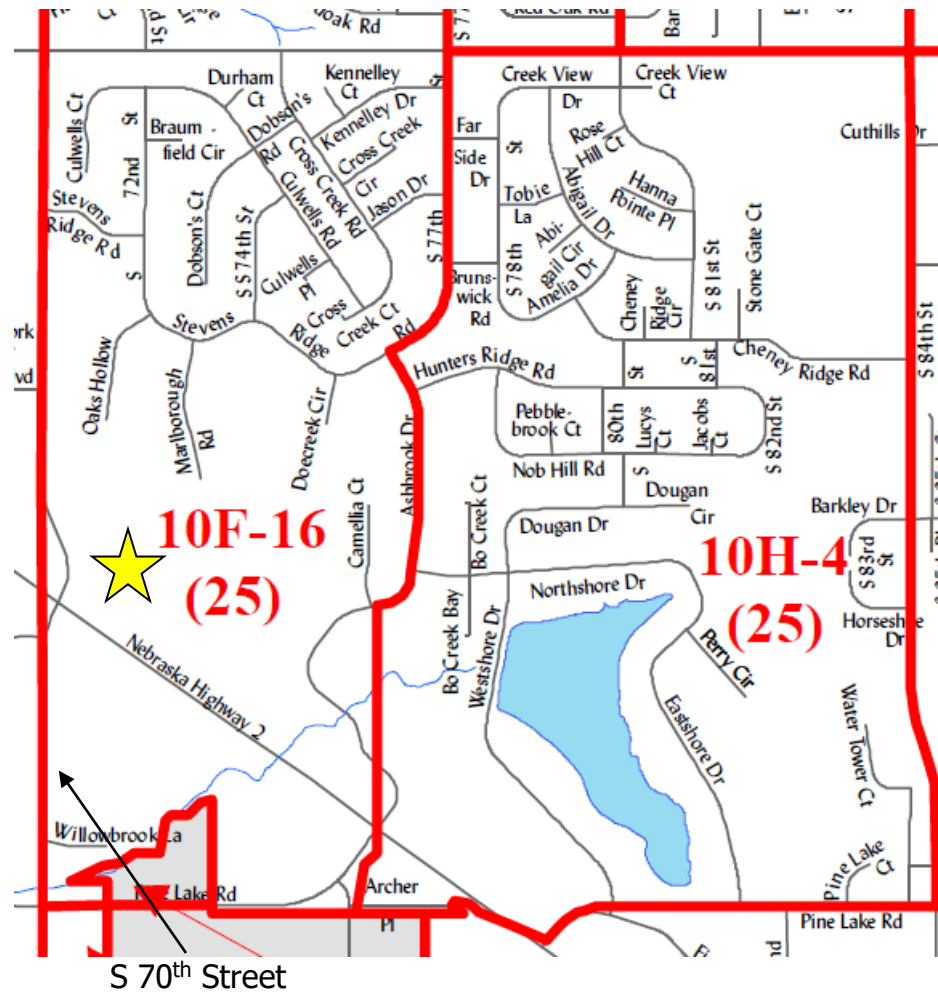 Red Oak Rd
oak Rd
S 77
Durham
Ct
Kennelley
Ct
St
Creek View
Dr
Creek View
Ct
Culwells Ct
S 72nd St
Braum -
field Cir
Dobson's
Rd
Kennelley Dr
Cross Creek Rd
Cross Creek
Cir
Culwells Rd
Jason Dr
Far
Side
Dr
S 78th St
Rose
Hill Ct
Cuthills Dr
Stevens
Ridge Rd
Dobson's Ct
S S 74th St
S 77th
Tobie
La
Abigail Dr
Hanna
Pointe Pl
Abi-
gail Cir
Amelia Dr
S 81st St
Stone Gate Ct
Culwells
Pl
Bruns-
wick
Rd
Cheney
Ridge
Cir
S 84th St
Stevens
Ridge
Rd
Cross
Creek Ct
Oaks Hollow
Marlborough
Rd
Doecreek Cir
Hunters Ridge Rd
S 80th St
S 81st
Cheney
Ridge Rd
vd
Pebble-
brook Ct
Lucys
Ct
Jacobs
Ct
S 82nd St
Nob Hill Rd
Ashbrook Dr
Camellia Ct
Bo Creek Ct
Dougan
Cir
Dougan Dr
Barkley Dr
10F-16
(25)
10H-4
(25)
S 83rd
St
Northshore Dr
Horseshoe
Dr
Nebraska Highway 2
Bo Creek Bay
Westshore Dr
Perry Cir
Eastshore Dr
Water Tower Ct
Willowbrook La
Pine Lake Rd
Archer
Pl
Pine Lake
Ct
Pine Lake Rd
nd
S 70th Street